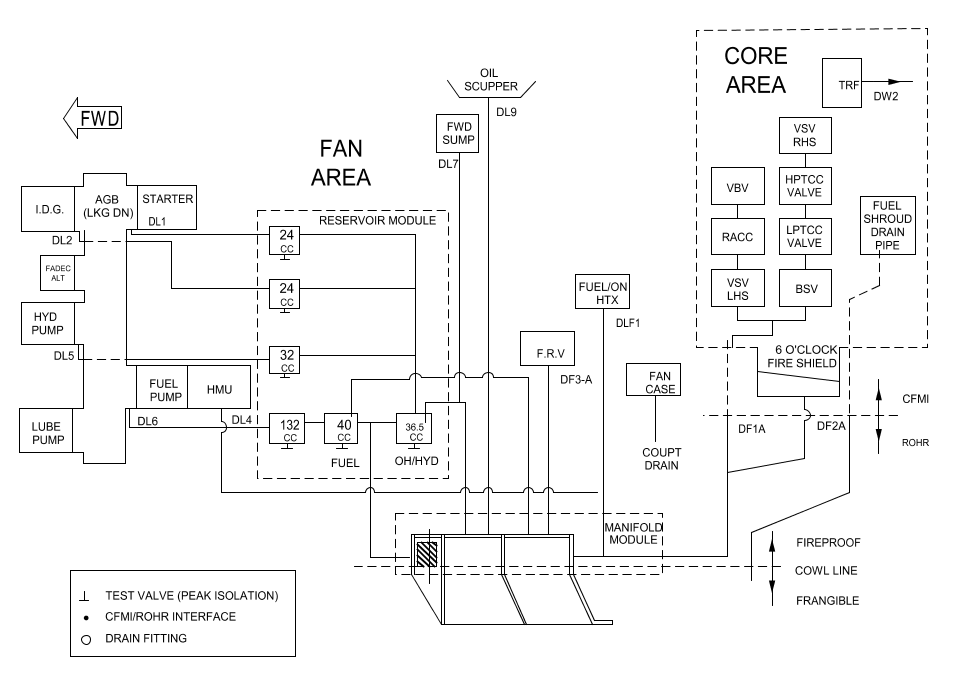 CORE
AREA
TRF
DW2
OIL
SCUPPER
DL9
FWD
FWD
SUMP
DL7
FAN
AREA
VSV
RHS
VBV
HPTCC
VALVE
I.D.G.
AGB
(LKG DN)
STARTER
DL1
RESERVOIR MODULE
FUEL
SHROUD
DRAIN
PIPE
RACC
LPTCC
VALVE
DL2
24
CC
FADEC
ALT
24
CC
FUEL/ON
HTX
VSV
LHS
BSV
HYD
PUMP
DLF1
DL5
32
CC
F.R.V
6 O'CLOCK
FIRE SHIELD
DF3-A
FUEL
PUMP
HMU
FAN
CASE
CFMI
LUBE
PUMP
DL6
DL4
132
CC
40
CC
36.5
CC
FUEL
OH/HYD
COUPT
DRAIN
DF1A
DF2A
ROHR
MANIFOLD
MODULE
FIREPROOF
COWL LINE
FRANGIBLE
TEST VALVE (PEAK ISOLATION)
CFMI/ROHR INTERFACE
DRAIN FITTING